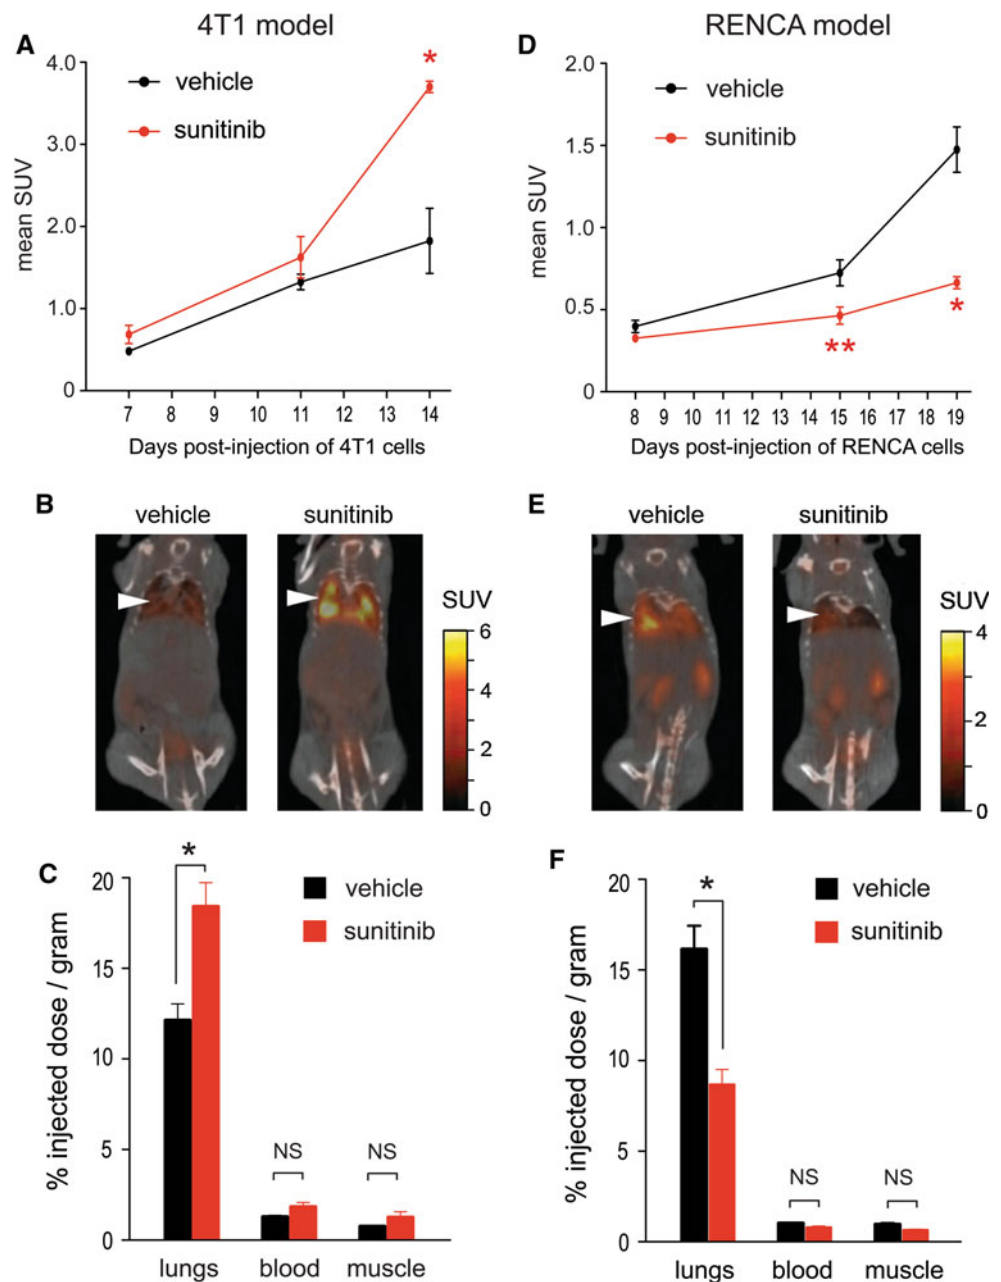 4T1 model
A
4.0
4.0
3.0
2.0
1.0
0
mean SUV
vehicle
sunitinib
*
7 8 9 10 11 12 13 14
Days post-injection of 4T1 cells
RENCA model
D
2.0
1.5
1.0
0.5
0
mean SUV
vehicle
sunitinib
**
*
8 9 10 11 12 13 14 15 16 17 18 19
Days post-injection of RENCA cells
B
vehicle
sunitinib
SUV
6
4
2
0
E
vehicle
sunitinib
SUV
4
2
0
C
20
15
10
5
0
% injected dose / gram
*
vehicle
sunitinib
NS
NS
lungs blood muscle
F
20
15
10
5
0
% injected dose / gram
*
vehicle
sunitinib
NS
NS
lungs blood muscle